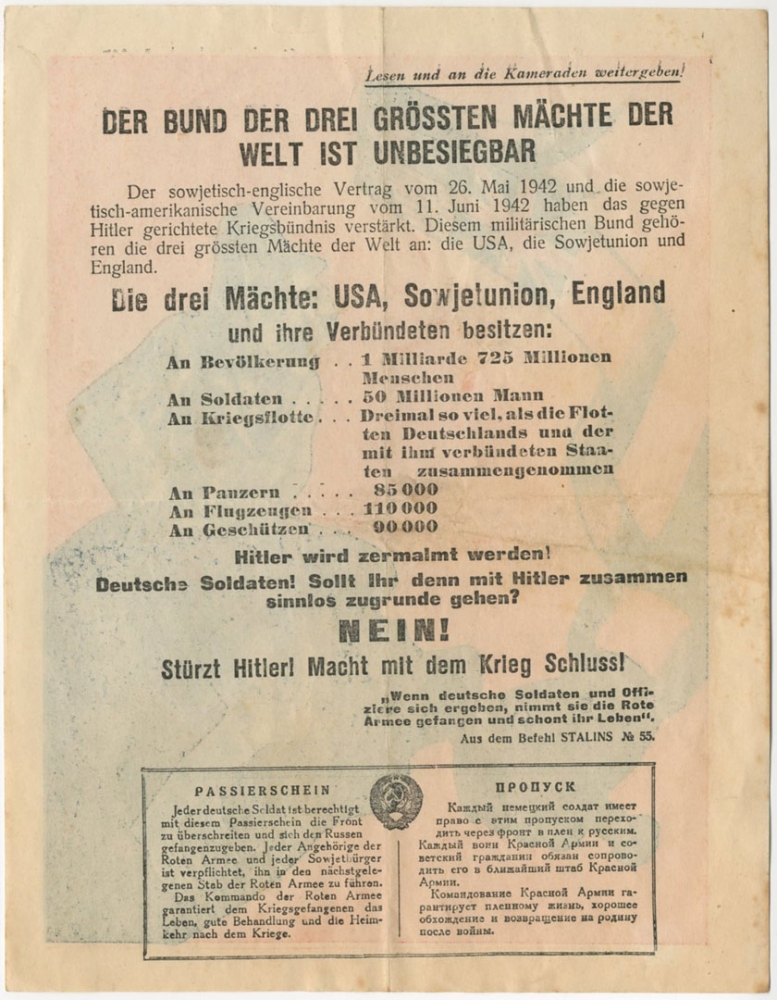 Lesen und an die Kameraden weitergeben!
DER BUND DER DREI GRÖSSTEN MÄCHTE DER
WELT IST UNBESIEGBAR
Der sowjetisch-englische Vertrag vom 26. Mai 1942 und die sowje-
tisch-amerikanische Vereinbarung vom 11. Juni 1942 haben das gegen
Hitler gerichtete Kriegsbündnis verstärkt. Diesem militärischen Bund gehö-
ren die drei grössten Mächte der Welt an: die USA, die Sowjetunion und
England.
Die drei Mächte: USA, Sowjetunion, England
und ihre Verbündeten besitzen:
An Bevölkerung . . 1 Milliarde 725 Millionen
Menschen
An Soldaten . . . . . 50 Millionen Mann
An Kriegsflotte . . . Dreimal so viel, als die Flot-
ten Deutschlands und der
mit ihm verbündeten Staa-
ten zusammengenommen
An Panzern . . . . . 85 000
An Flugzeugen . . . 110 000
An Geschützen . . . 90 000
Hitler wird zermalmt werden!
Deutsche Soldaten! Sollt Ihr denn mit Hitler zusammen
sinnlos zugrunde gehen?
NEIN!
Stürzt Hitler! Macht mit dem Krieg Schluss!
„Wenn deutsche Soldaten und Offi-
ziere sich ergeben, nimmt sie die Rote
Armee gefangen und schont ihr Leben“.
Aus dem Befehl STALINS № 55.
PASSIERSCHEIN
Jeder deutsche Soldat ist berechtigt
mit diesem Passierschein die Front
zu überschreiten und sich den Russen
gefangenzugeben. Jeder Angehörige der
Roten Armee und jeder Sowjetbürger
ist verpflichtet, ihn in den nächstgele-
genen Stab der Roten Armee zu führen.
Das Kommando der Roten Armee
garantiert dem Kriegsgefangenen das
Leben, gute Behandlung und die Heim-
kehr nach dem Kriege.
ПРОПУСК
Каждый немецкий солдат имеет
право с этим пропуском перехо-
дить через фронт в плен к русским.
Каждый воин Красной Армии и со-
ветский гражданин обязан сопрово-
дить его в ближайший штаб Красной
Армии.
Командование Красной Армии га-
рантирует пленному жизнь, хорошее
обхождение и возвращение на родину
после войны.